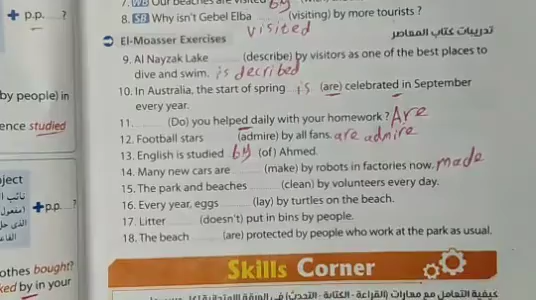 + p.p. ...?
8. SB Why isn't Gebel Elba ...... (visiting) by more tourists ?
visited
El-Moasser Exercises تدريبات كتاب المعاصر
9. Al Nayzak Lake ...... (describe) by visitors as one of the best places to
dive and swim. is decribed
10. In Australia, the start of spring is (are) celebrated in September
every year.
11. ...... (Do) you helped daily with your homework ? Are
12. Football stars ...... (admire) by all fans. are admire
13. English is studied by (of) Ahmed.
14. Many new cars are ...... (make) by robots in factories now. made
15. The park and beaches ...... (clean) by volunteers every day.
16. Every year, eggs ...... (lay) by turtles on the beach.
17. Litter ...... (doesn't) put in bins by people.
18. The beach ...... (are) protected by people who work at the park as usual.
by people) in
ence studied
ject
+ p.p. ...?
othes bought?
ked by in your
Skills Corner